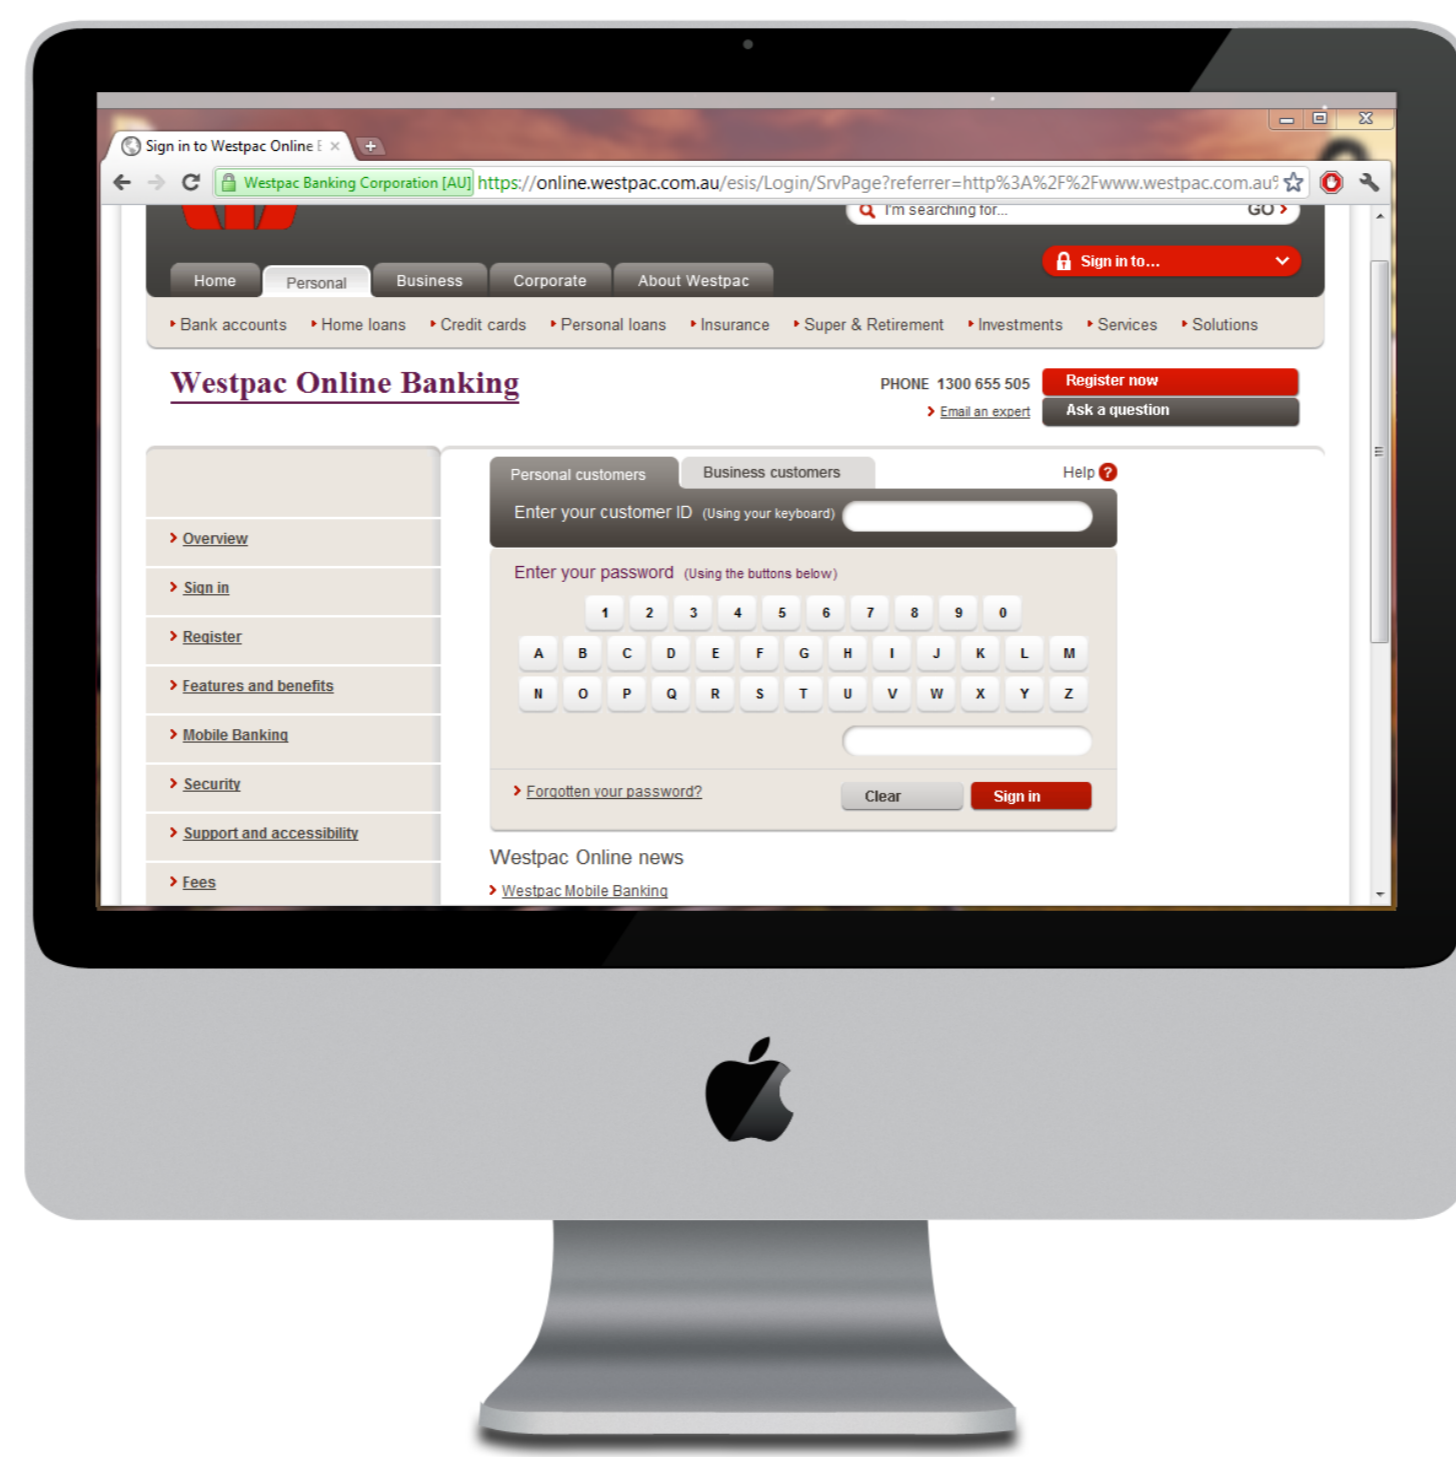 Sign in to Westpac Online
Westpac Banking Corporation [AU] https://online.westpac.com.au/esis/Login/SrvPage?referrer=http%3A%2F%2Fwww.westpac.com.au%
I'm searching for... GO
Sign in to...
Home Personal Business Corporate About Westpac
Bank accounts Home loans Credit cards Personal loans Insurance Super & Retirement Investments Services Solutions
Westpac Online Banking
PHONE 1300 655 505 Register now
Email an expert Ask a question
Personal customers Business customers Help ?
Enter your customer ID (Using your keyboard)
Overview
Sign in
Register
Features and benefits
Mobile Banking
Security
Support and accessibility
Fees
Enter your password (Using the buttons below)
1 2 3 4 5 6 7 8 9 0
A B C D E F G H I J K L M
N O P Q R S T U V W X Y Z
Forgotten your password? Clear Sign in
Westpac Online news
Westpac Mobile Banking